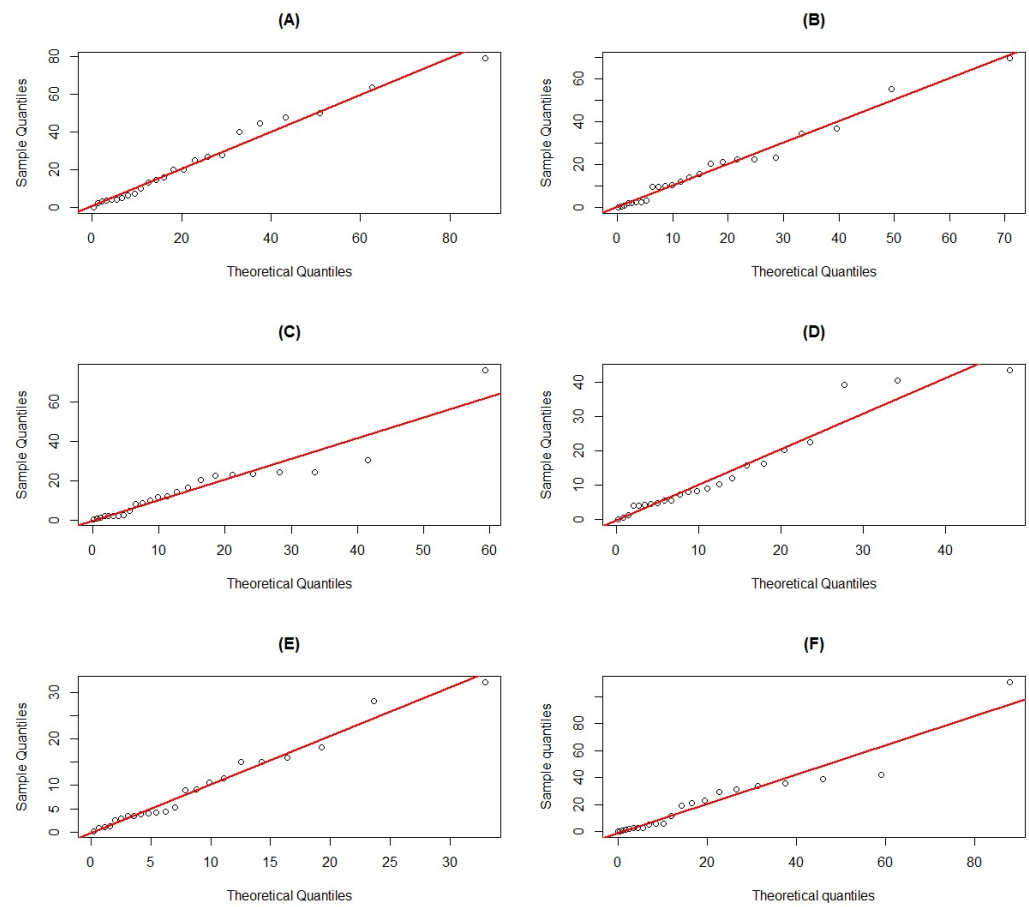 (A)
Sample Quantiles
80
60
40
20
0
0 20 40 60 80
Theoretical Quantiles
(B)
Sample Quantiles
60
40
20
0
0 10 20 30 40 50 60 70
Theoretical Quantiles
(C)
Sample Quantiles
60
40
20
0
0 10 20 30 40 50 60
Theoretical Quantiles
(D)
Sample Quantiles
40
30
20
10
0
0 10 20 30 40
Theoretical Quantiles
(E)
Sample Quantiles
30
20
10
5
0
0 5 10 15 20 25 30
Theoretical Quantiles
(F)
Sample quantiles
80
60
40
20
0
0 20 40 60 80
Theoretical quantiles